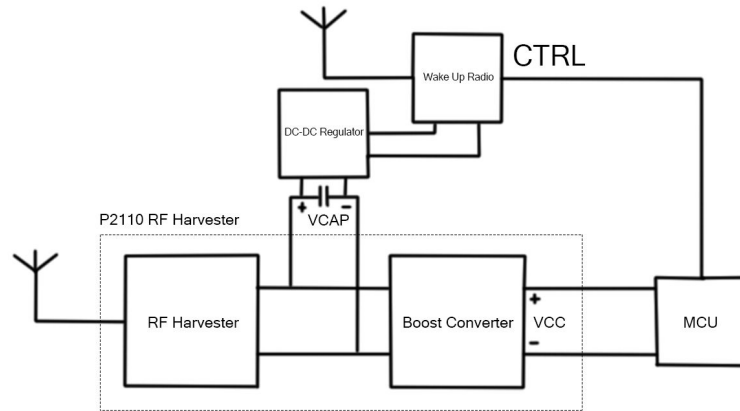 CTRL
Wake Up Radio
DC-DC Regulator
+ -
VCAP
P2110 RF Harvester
RF Harvester
Boost Converter
+
VCC
-
MCU